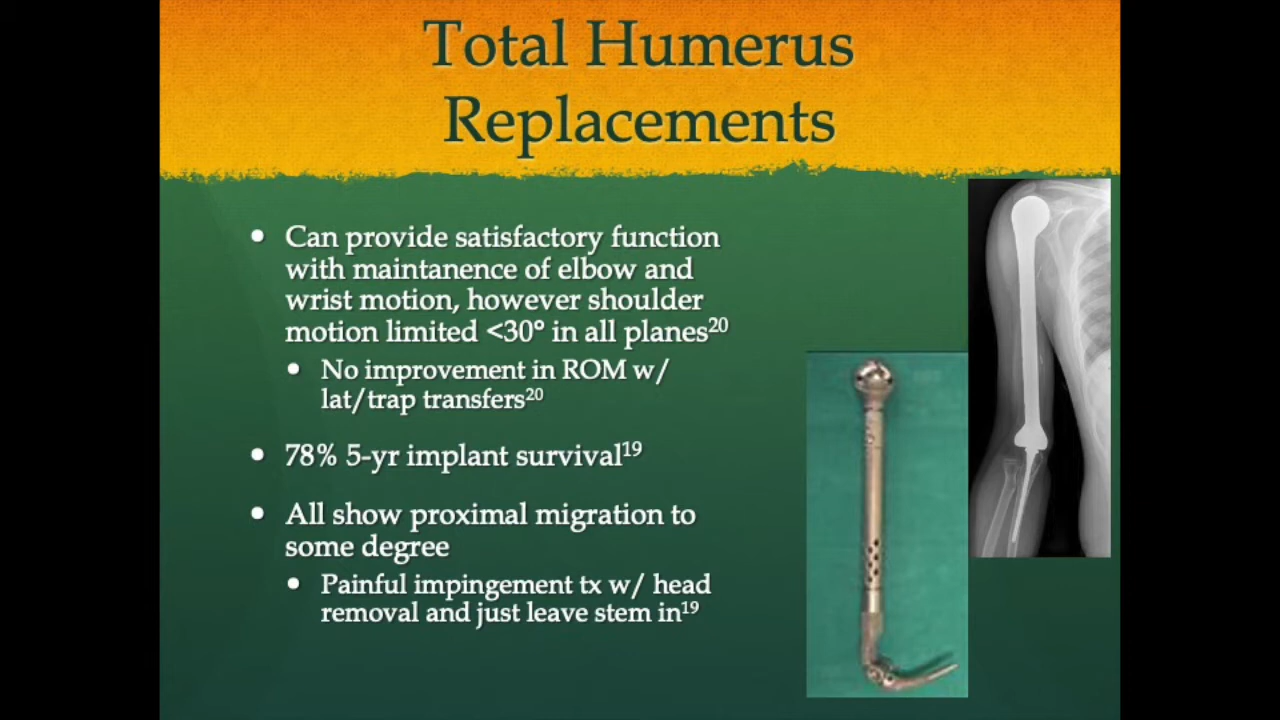 Total Humerus
Replacements
• Can provide satisfactory function
with maintanence of elbow and
wrist motion, however shoulder
motion limited <30° in all planes20
• No improvement in ROM w/
lat/trap transfers20
• 78% 5-yr implant survival19
• All show proximal migration to
some degree
• Painful impingement tx w/ head
removal and just leave stem in19